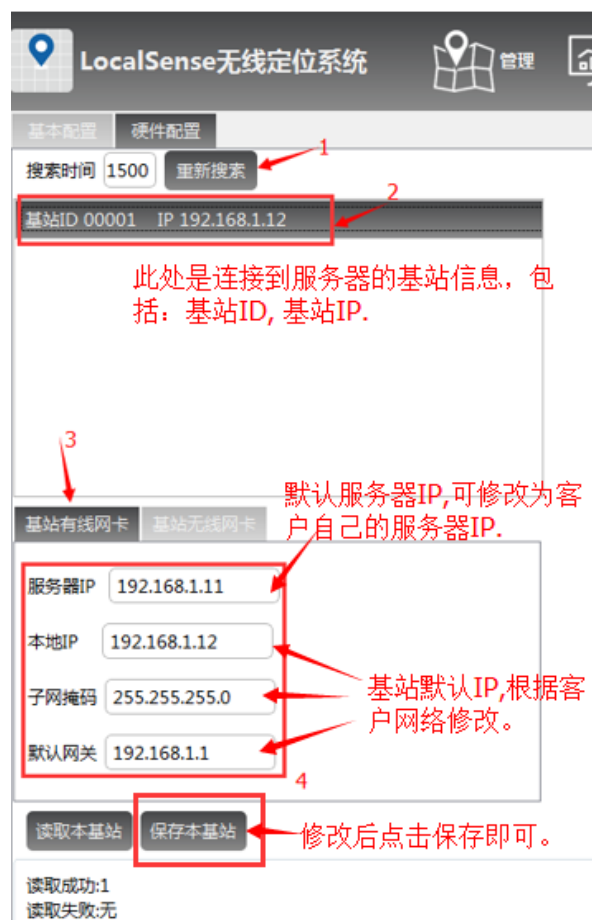 LocalSense无线定位系统
管理
基本配置 硬件配置
1
搜索时间 1500 重新搜索
2
基站ID 00001 IP 192.168.1.12
此处是连接到服务器的基站信息，包
括：基站ID, 基站IP.
3
默认服务器IP,可修改为客
户自己的服务器IP.
基站有线网卡 基站无线网卡
服务器IP 192.168.1.11
本地IP 192.168.1.12
子网掩码 255.255.255.0
默认网关 192.168.1.1
基站默认IP,根据客
户网络修改。
4
读取本基站 保存本基站
修改后点击保存即可。
读取成功:1
读取失败:无